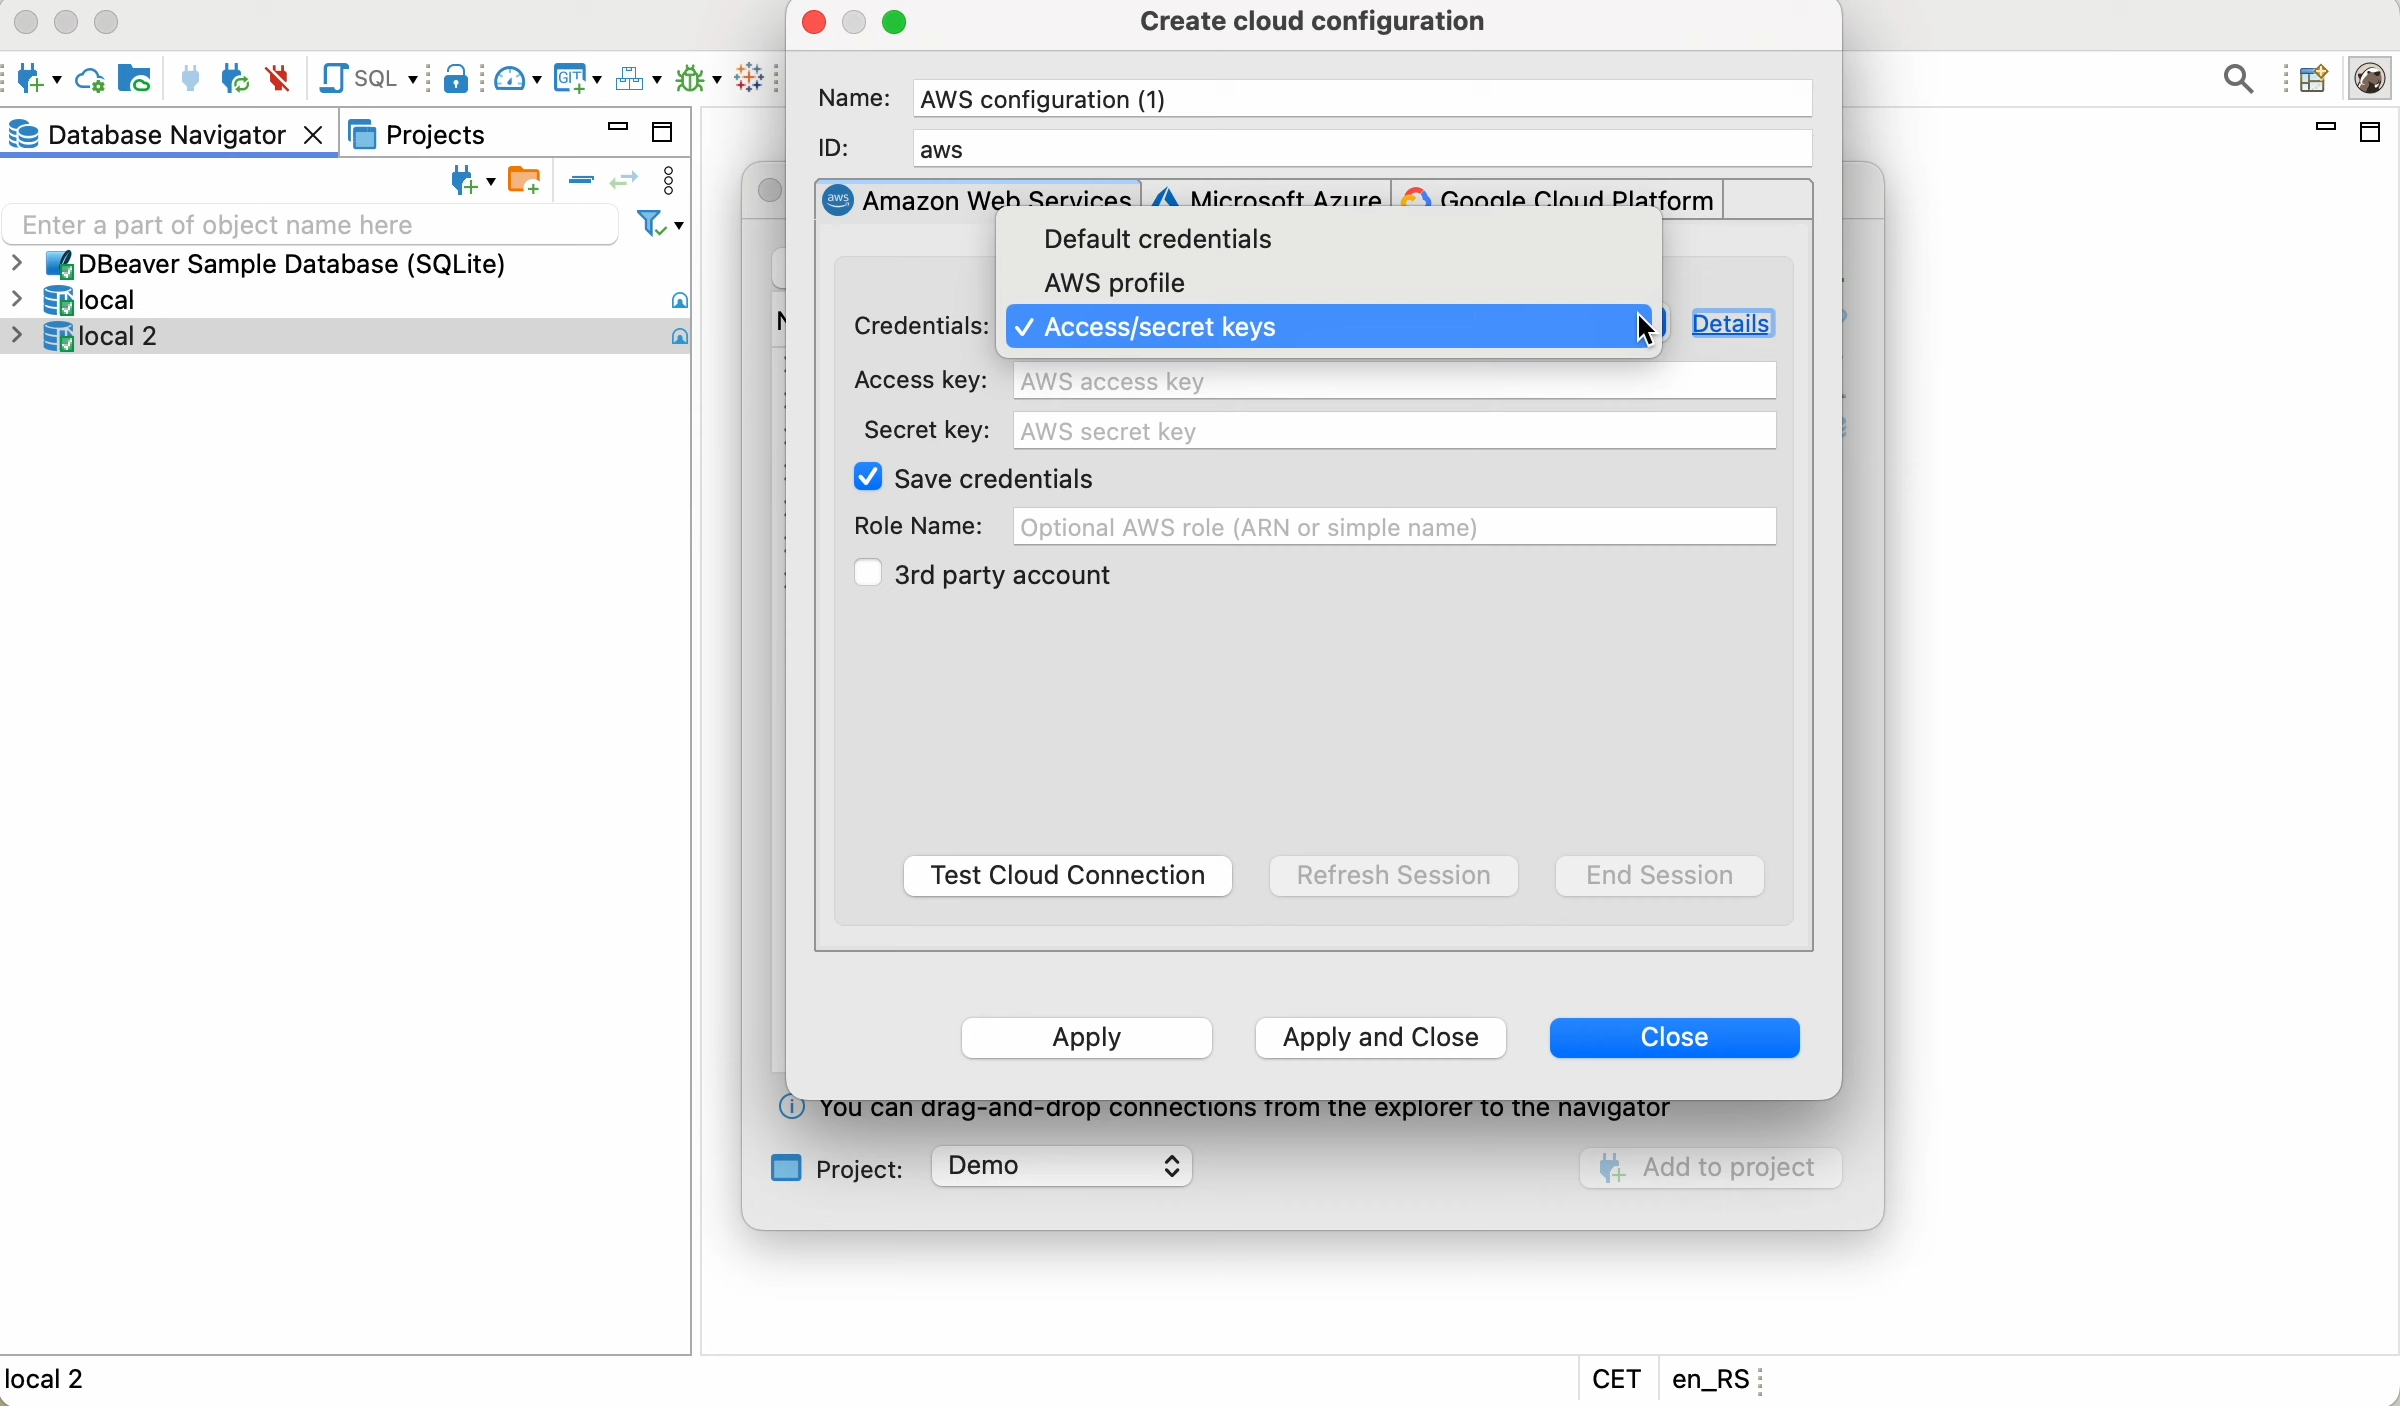 Create cloud configuration
SQL
GIT
Name: AWS configuration (1)
Database Navigator
Projects
ID: aws
aws Amazon Web Services
Microsoft Azure
Google Cloud Platform
Enter a part of object name here
Default credentials
DBeaver Sample Database (SQLite)
AWS profile
local
Credentials: Access/secret keys Details
local 2
Access key: AWS access key
Secret key: AWS secret key
Save credentials
Role Name: Optional AWS role (ARN or simple name)
3rd party account
Test Cloud Connection Refresh Session End Session
Apply Apply and Close Close
You can drag-and-drop connections from the explorer to the navigator
Project: Demo Add to project
local 2 CET en_RS